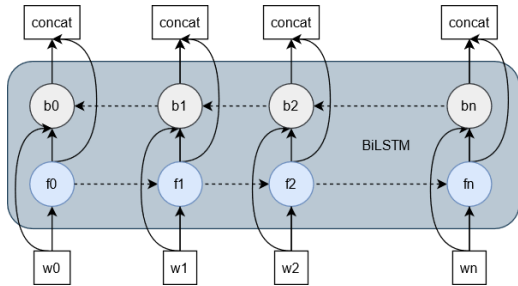 concat concat concat concat
b0 b1 b2 bn
BiLSTM
f0 f1 f2 fn
w0 w1 w2 wn